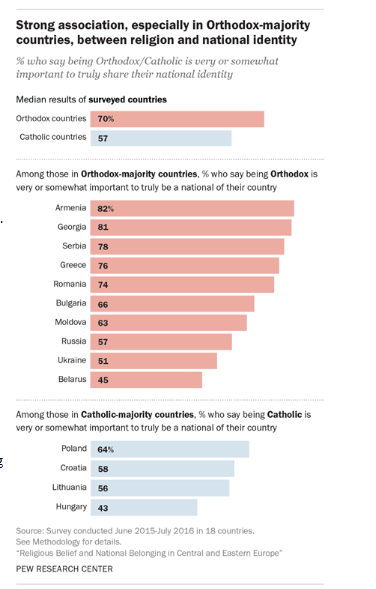 Strong association, especially in Orthodox-majority
countries, between religion and national identity
% who say being Orthodox/Catholic is very or somewhat
important to truly share their national identity
Median results of surveyed countries
Orthodox countries 70%
Catholic countries 57
Among those in Orthodox-majority countries, % who say being Orthodox is
very or somewhat important to truly be a national of their country
Armenia 82%
Georgia 81
Serbia 78
Greece 76
Romania 74
Bulgaria 66
Moldova 63
Russia 57
Ukraine 51
Belarus 45
Among those in Catholic-majority countries, % who say being Catholic is
very or somewhat important to truly be a national of their country
Poland 64%
Croatia 58
Lithuania 56
Hungary 43
Source: Survey conducted June 2015-July 2016 in 18 countries.
See Methodology for details.
"Religious Belief and National Belonging in Central and Eastern Europe"
PEW RESEARCH CENTER